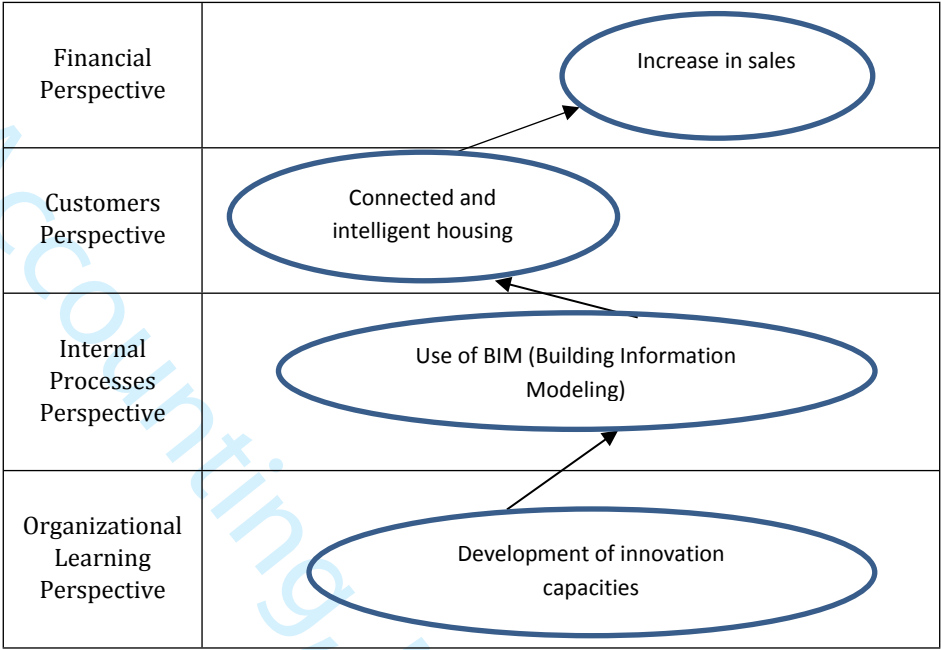 Financial
Perspective
Increase in sales
Customers
Perspective
Connected and
intelligent housing
Internal
Processes
Perspective
Use of BIM (Building Information
Modeling)
Organizational
Learning
Perspective
Development of innovation
capacities
Accounting,